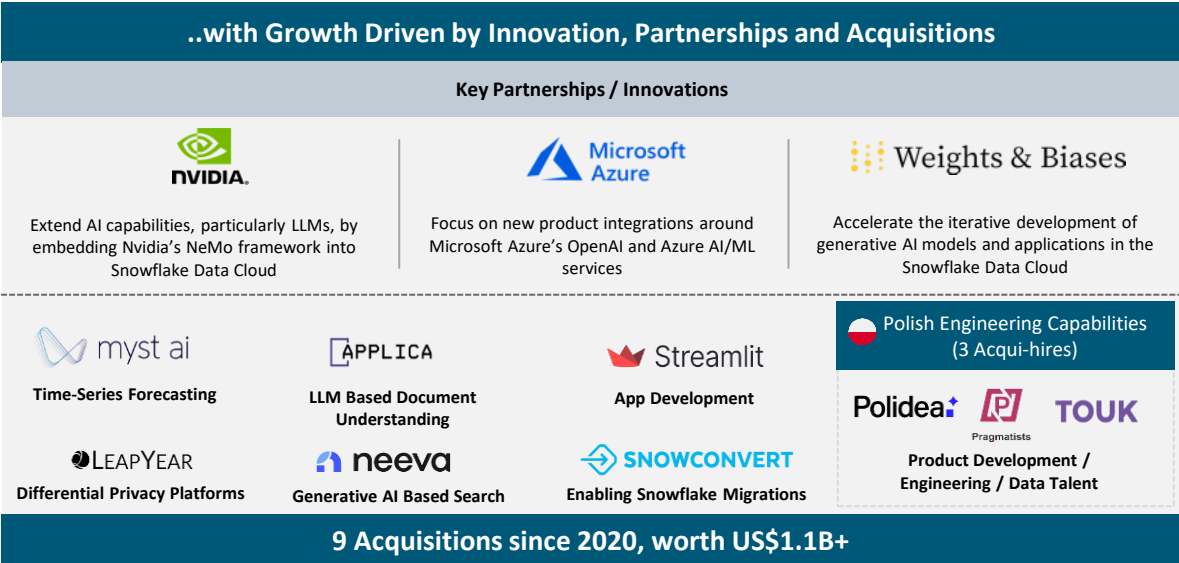 ..with Growth Driven by Innovation, Partnerships and Acquisitions
Key Partnerships / Innovations
NVIDIA.
Extend AI capabilities, particularly LLMs, by
embedding Nvidia's NeMo framework into
Snowflake Data Cloud
Microsoft
Azure
Focus on new product integrations around
Microsoft Azure's OpenAI and Azure AI/ML
services
Weights & Biases
Accelerate the iterative development of
generative AI models and applications in the
Snowflake Data Cloud
myst ai
Time-Series Forecasting
APPLICA
LLM Based Document
Understanding
Streamlit
App Development
LEAPYEAR
Differential Privacy Platforms
neeva
Generative AI Based Search
SNOWCONVERT
Enabling Snowflake Migrations
Polish Engineering Capabilities
(3 Acqui-hires)
Polidea
P
Pragmatists
TOUK
Product Development /
Engineering / Data Talent
9 Acquisitions since 2020, worth US$1.1B+